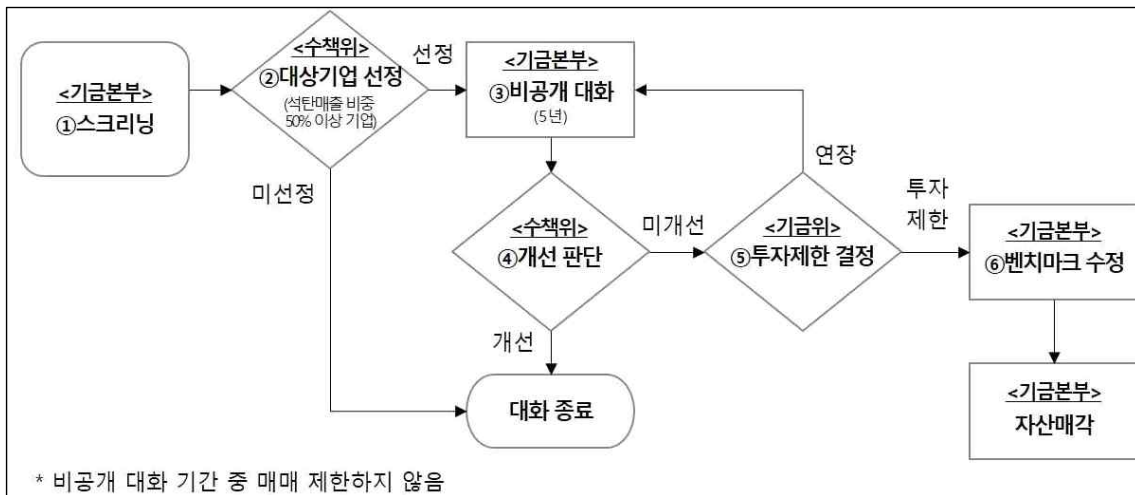 <기금본부>
①스크리닝
<수책위>
②대상기업 선정
(석탄매출 비중
50% 이상 기업)
선정
미선정
<기금본부>
③비공개 대화
(5년)
<수책위>
④개선 판단
미개선
개선
대화 종료
<기금위>
⑤투자제한 결정
연장
투자
제한
<기금본부>
⑥벤치마크 수정
<기금본부>
자산매각
* 비공개 대화 기간 중 매매 제한하지 않음